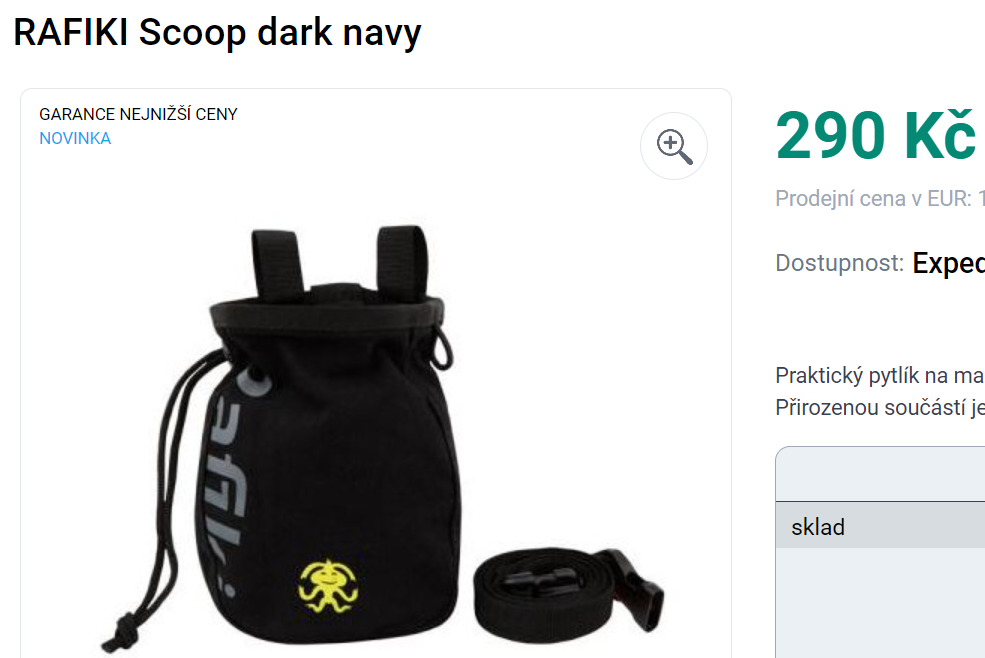 RAFIKI Scoop dark navy
GARANCE NEJNIŽŠÍ CENY
NOVINKA
290 Kč
Prodejní cena v EUR: 1
Dostupnost: Exped
Praktický pytlík na ma
Přirozenou součástí je
sklad
rafiki